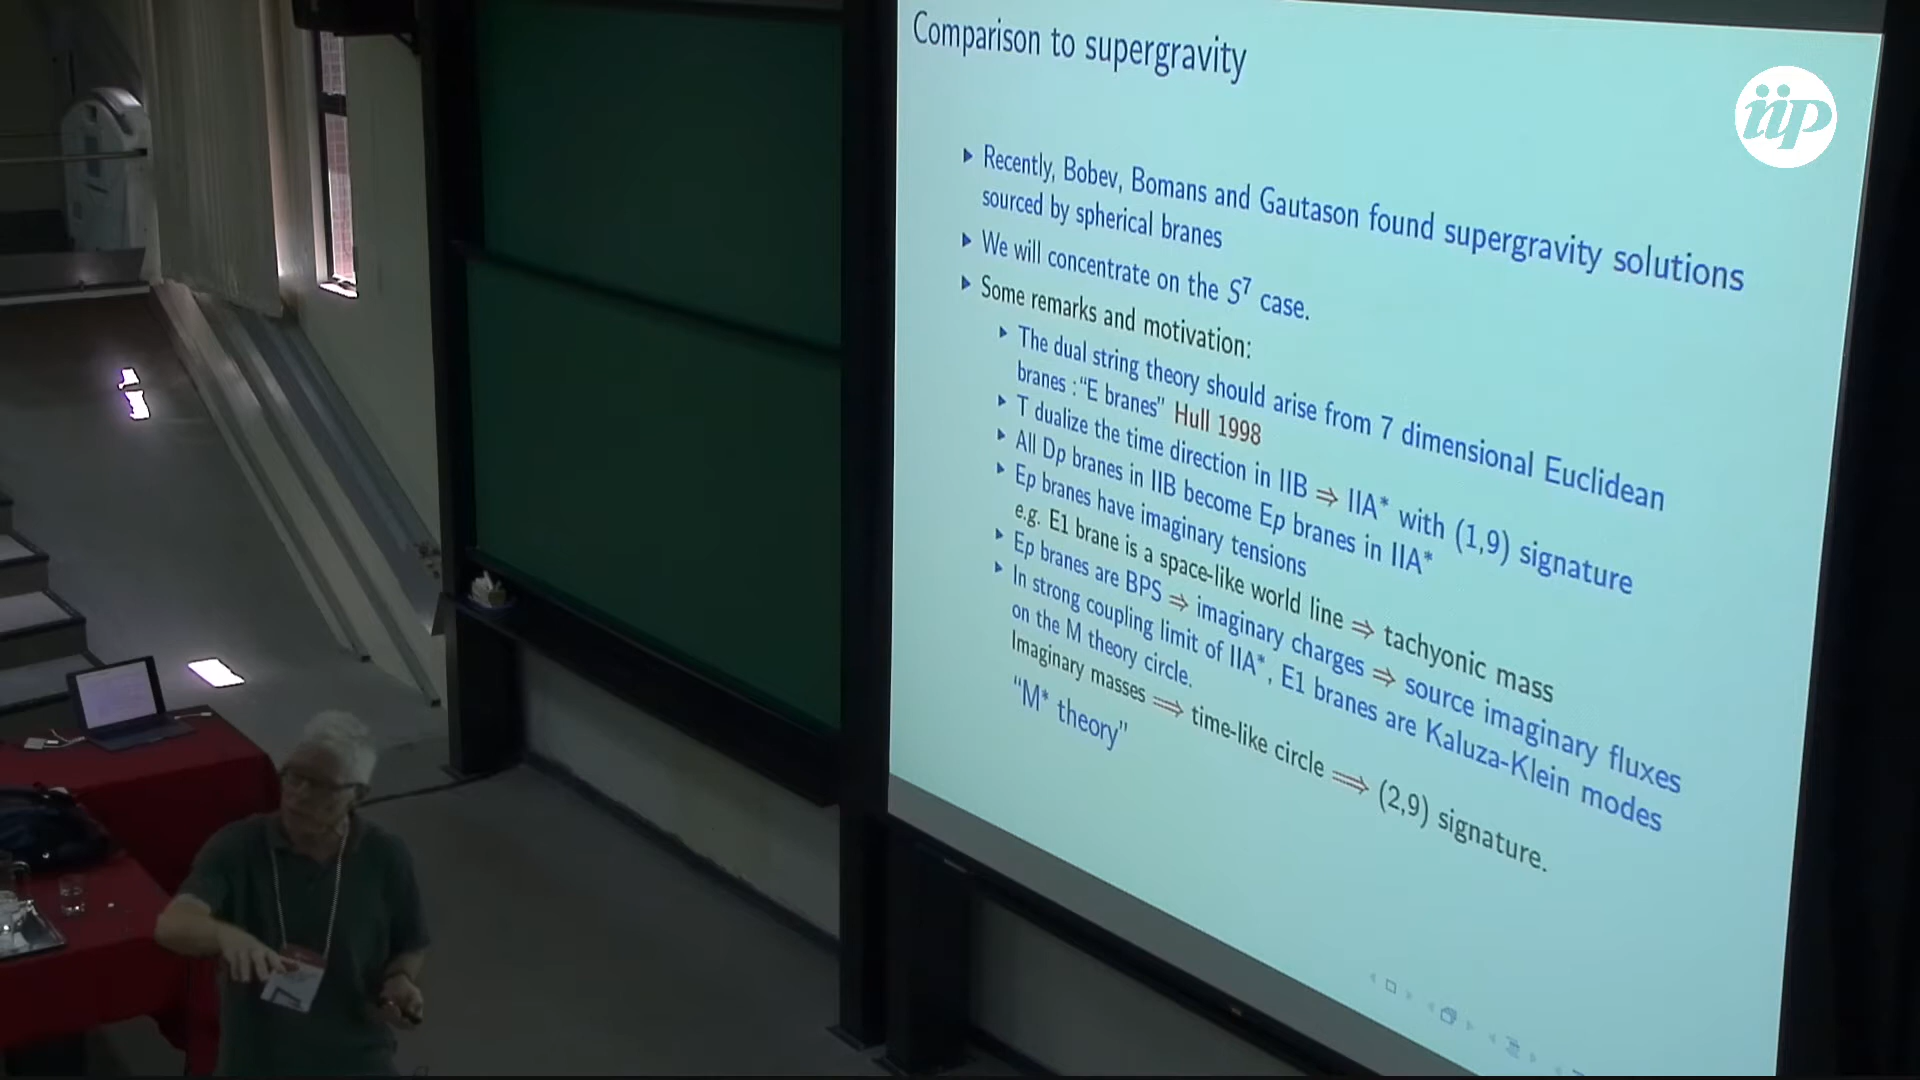 Comparison to supergravity
iip
▸ Recently, Bobev, Bomans and Gautason found supergravity solutions
sourced by spherical branes
▸ We will concentrate on the S⁷ case.
▸ Some remarks and motivation:
▸ The dual string theory should arise from 7 dimensional Euclidean
branes :“E branes” Hull 1998
▸ T dualize the time direction in IIB ⇒ IIA* with (1,9) signature
▸ All Dp branes in IIB become Ep branes in IIA*
▸ Ep branes have imaginary tensions
e.g. E1 brane is a space-like world line ⇒ tachyonic mass
▸ Ep branes are BPS ⇒ imaginary charges ⇒ source imaginary fluxes
▸ In strong coupling limit of IIA*, E1 branes are Kaluza-Klein modes
on the M theory circle.
Imaginary masses ⟹ time-like circle ⟹ (2,9) signature.
“M* theory”